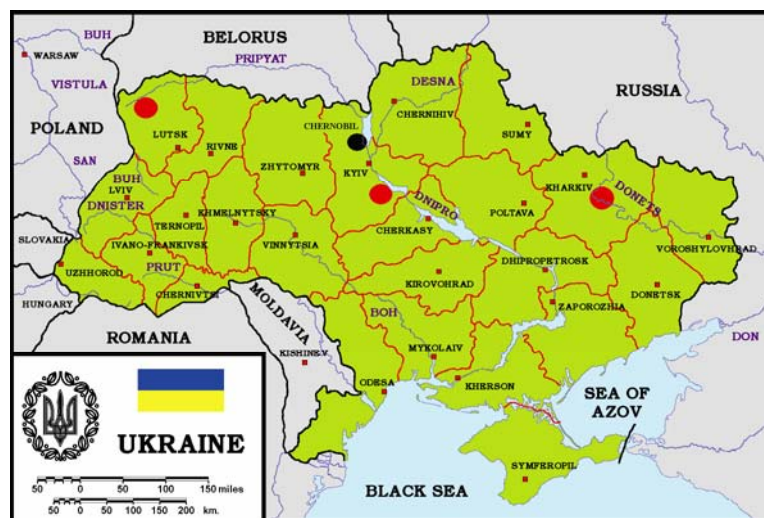 BUH
BELORUS
WARSAW
PRIPYAT
VISTULA
DESNA
RUSSIA
CHERNIHIV
POLAND
CHERNOBIL
SUMY
LUTSK
RIVNE
ZHYTOMYR
KYIV
SAN
KHARKIV
BUH
LVIV
DONETS
DNISTER
DNIPRO
POLTAVA
TERNOPIL
KHMELNYTSKY
CHERKASY
SLOVAKIA
IVANO-FRANKIVSK
VINNYTSIA
VOROSHYLOVHRAD
UZHHOROD
PRUT
DHIPROPETROSK
KIROVOHRAD
CHERNIVTSI
DONETSK
HUNGARY
MOLDAVIA
ZAPOROZHIA
BOH
ROMANIA
DON
KISHINEV
MYKOLAIV
ODESA
KHERSON
SEA OF
AZOV
UKRAINE
SYMFEROPIL
BLACK SEA
50 0 50 100 150 miles
50 0 50 100 150 200 km.